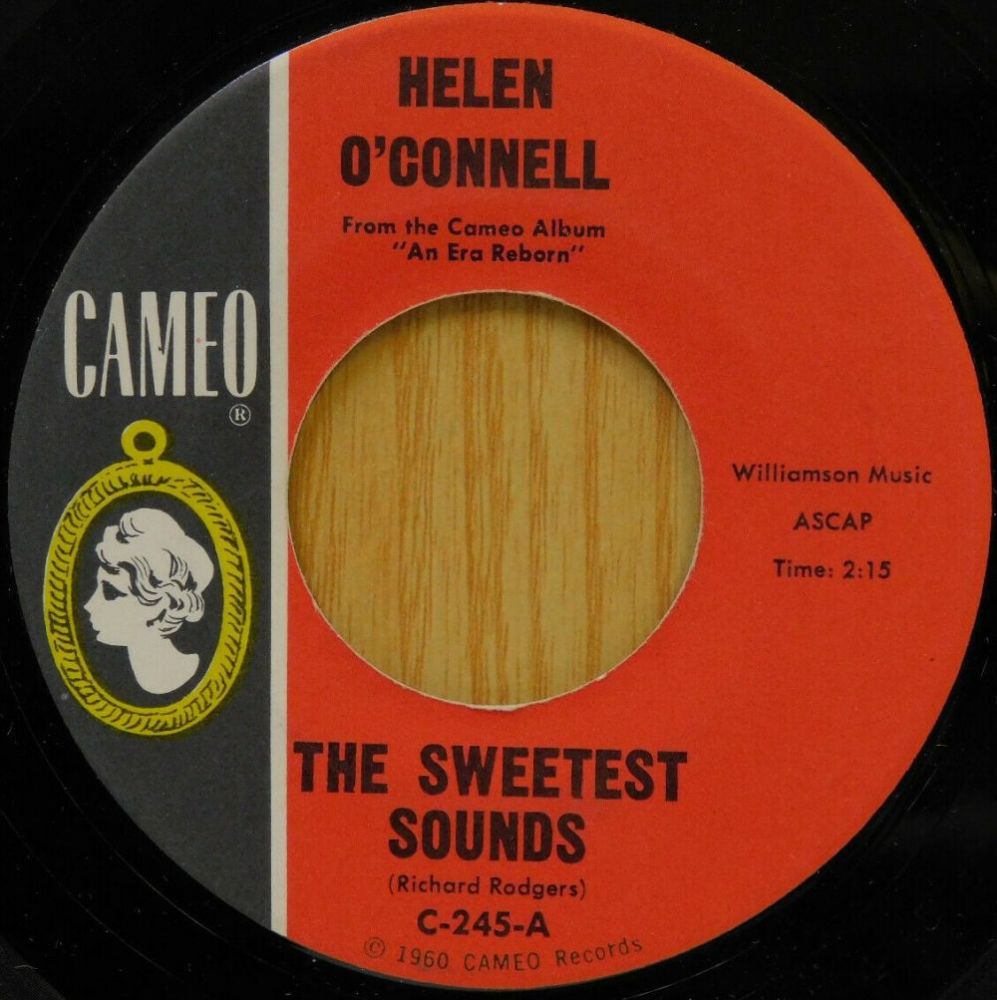 HELEN
O'CONNELL
From the Cameo Album
"An Era Reborn"
CAMEO
®
Williamson Music
ASCAP
Time: 2:15
THE SWEETEST
SOUNDS
(Richard Rodgers)
C-245-A
© 1960 CAMEO Records